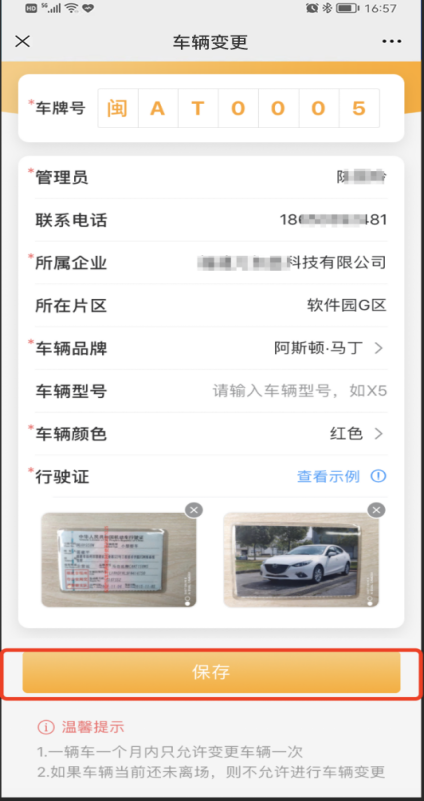 HD 5G 16:57
车辆变更
*车牌号 闽 A T 0 0 0 5
*管理员
联系电话 18 481
*所属企业 科技有限公司
所在片区 软件园G区
*车辆品牌 阿斯顿·马丁
车辆型号 请输入车辆型号，如X5
*车辆颜色 红色
*行驶证 查看示例
保存
温馨提示
1.一辆车一个月内只允许变更车辆一次
2.如果车辆当前还未离场，则不允许进行车辆变更